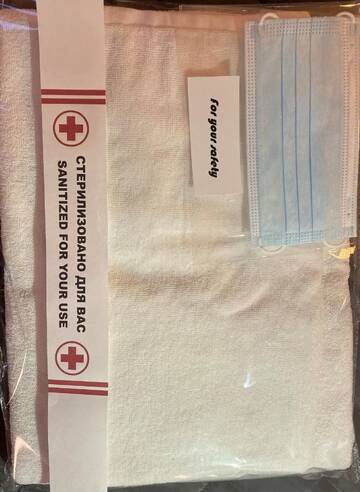 СТЕРИЛИЗОВАНО ДЛЯ ВАС
SANITIZED FOR YOUR USE
For your safety